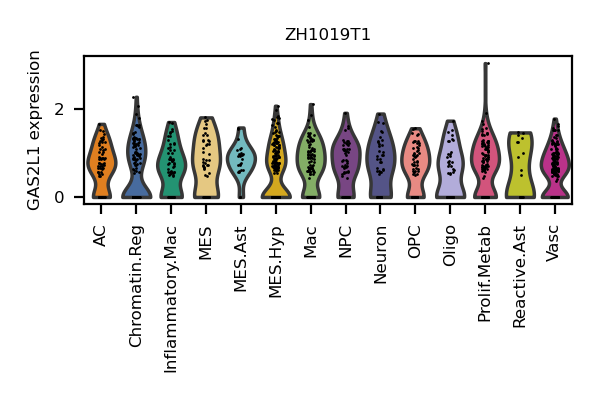 ZH1019T1
GAS2L1 expression
2
0
AC
Chromatin.Reg
Inflammatory.Mac
MES
MES.Ast
MES.Hyp
Mac
NPC
Neuron
OPC
Oligo
Prolif.Metab
Reactive.Ast
Vasc